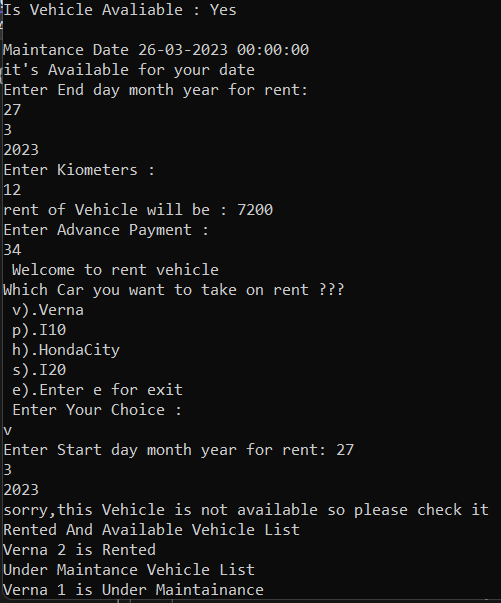 Is Vehicle Avaliable : Yes
Maintance Date 26-03-2023 00:00:00
it's Available for your date
Enter End day month year for rent:
27
3
2023
Enter Kiometers :
12
rent of Vehicle will be : 7200
Enter Advance Payment :
34
Welcome to rent vehicle
Which Car you want to take on rent ???
v).Verna
p).I10
h).HondaCity
s).I20
e).Enter e for exit
Enter Your Choice :
v
Enter Start day month year for rent: 27
3
2023
sorry,this Vehicle is not available so please check it
Rented And Available Vehicle List
Verna 2 is Rented
Under Maintance Vehicle List
Verna 1 is Under Maintainance